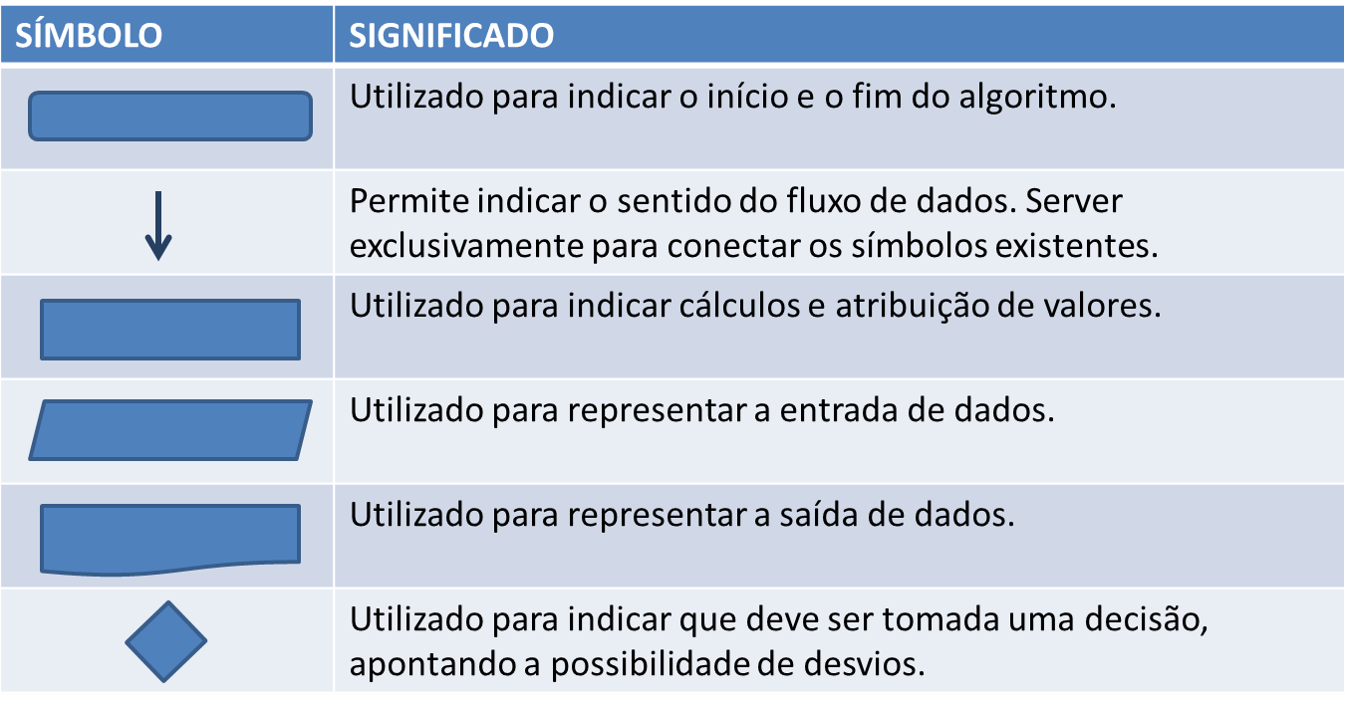 SÍMBOLO
SIGNIFICADO
Utilizado para indicar o início e o fim do algoritmo.
Permite indicar o sentido do fluxo de dados. Server
exclusivamente para conectar os símbolos existentes.
Utilizado para indicar cálculos e atribuição de valores.
Utilizado para representar a entrada de dados.
Utilizado para representar a saída de dados.
Utilizado para indicar que deve ser tomada uma decisão,
apontando a possibilidade de desvios.